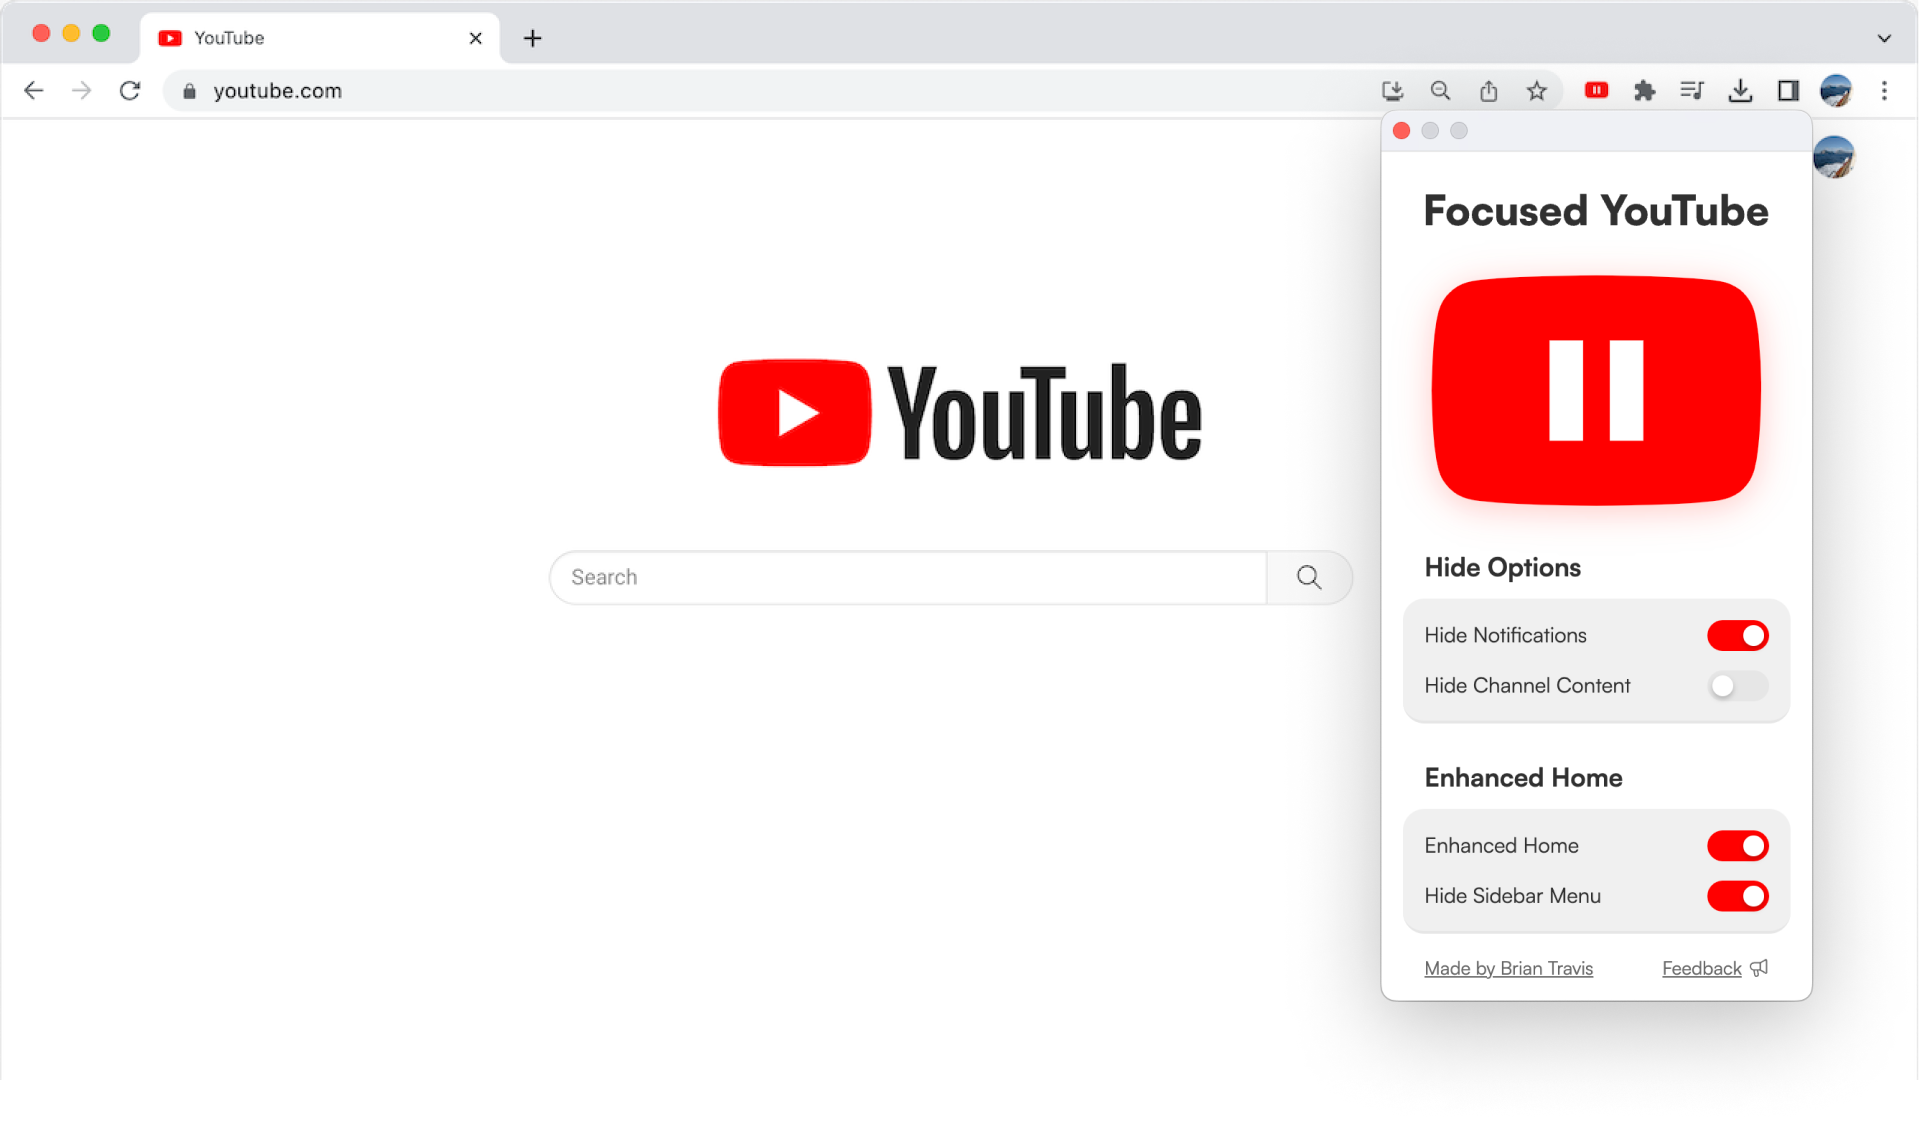 YouTube
youtube.com
Focused YouTube
YouTube
Search
Hide Options
Hide Notifications
Hide Channel Content
Enhanced Home
Enhanced Home
Hide Sidebar Menu
Made by Brian Travis
Feedback